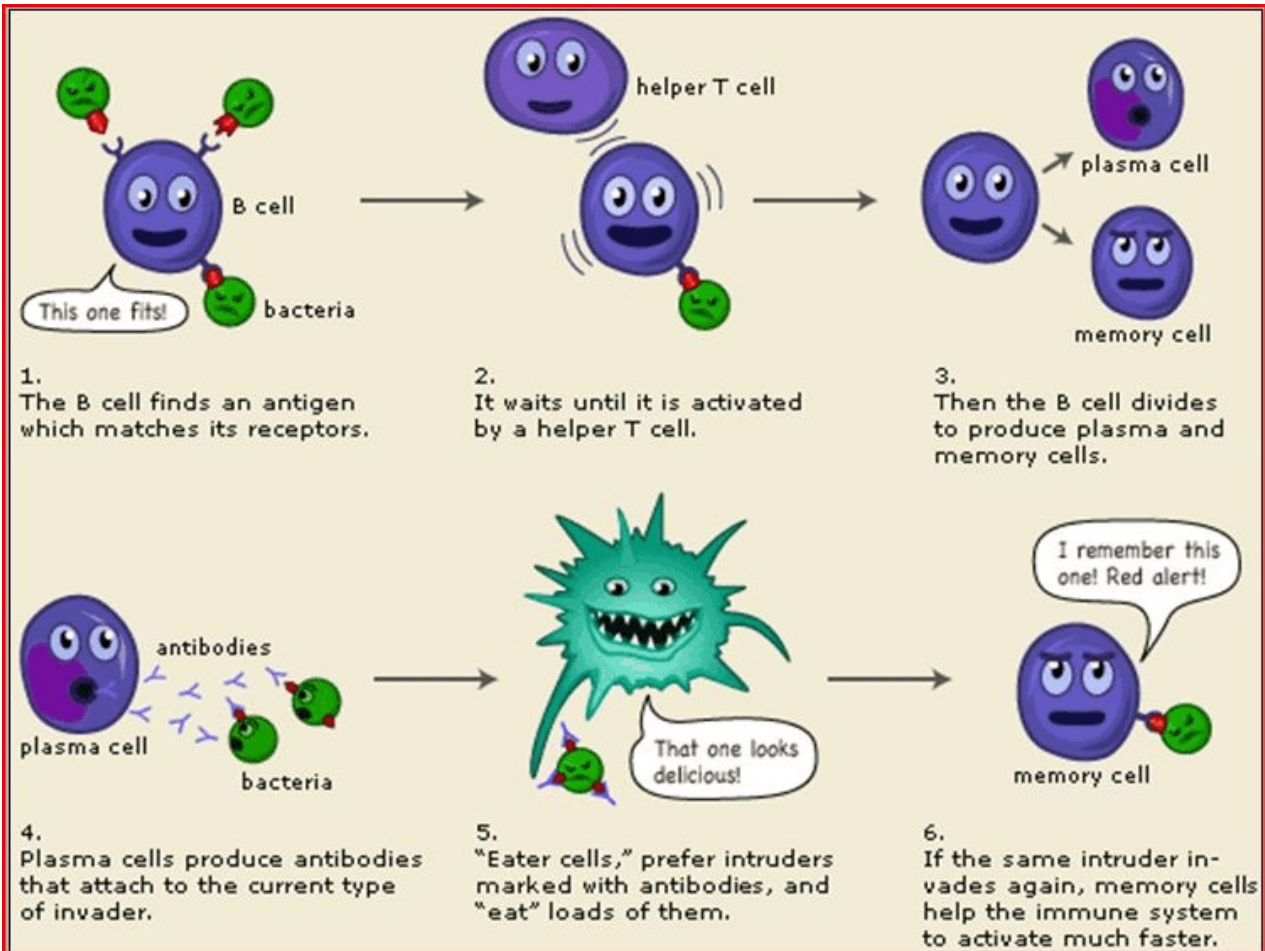 helper T cell
plasma cell
B cell
This one fits!
bacteria
memory cell
1.
The B cell finds an antigen
which matches its receptors.
2.
It waits until it is activated
by a helper T cell.
3.
Then the B cell divides
to produce plasma and
memory cells.
antibodies
plasma cell
bacteria
That one looks
delicious!
I remember this
one! Red alert!
memory cell
4.
Plasma cells produce antibodies
that attach to the current type
of invader.
5.
“Eater cells,” prefer intruders
marked with antibodies, and
“eat” loads of them.
6.
If the same intruder in-
vades again, memory cells
help the immune system
to activate much faster.